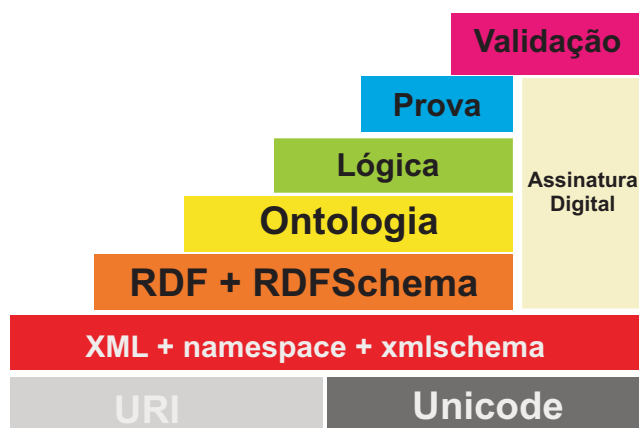 Validação
Prova
Lógica
Assinatura
Digital
Ontologia
RDF + RDFSchema
XML + namespace + xmlschema
URI
Unicode